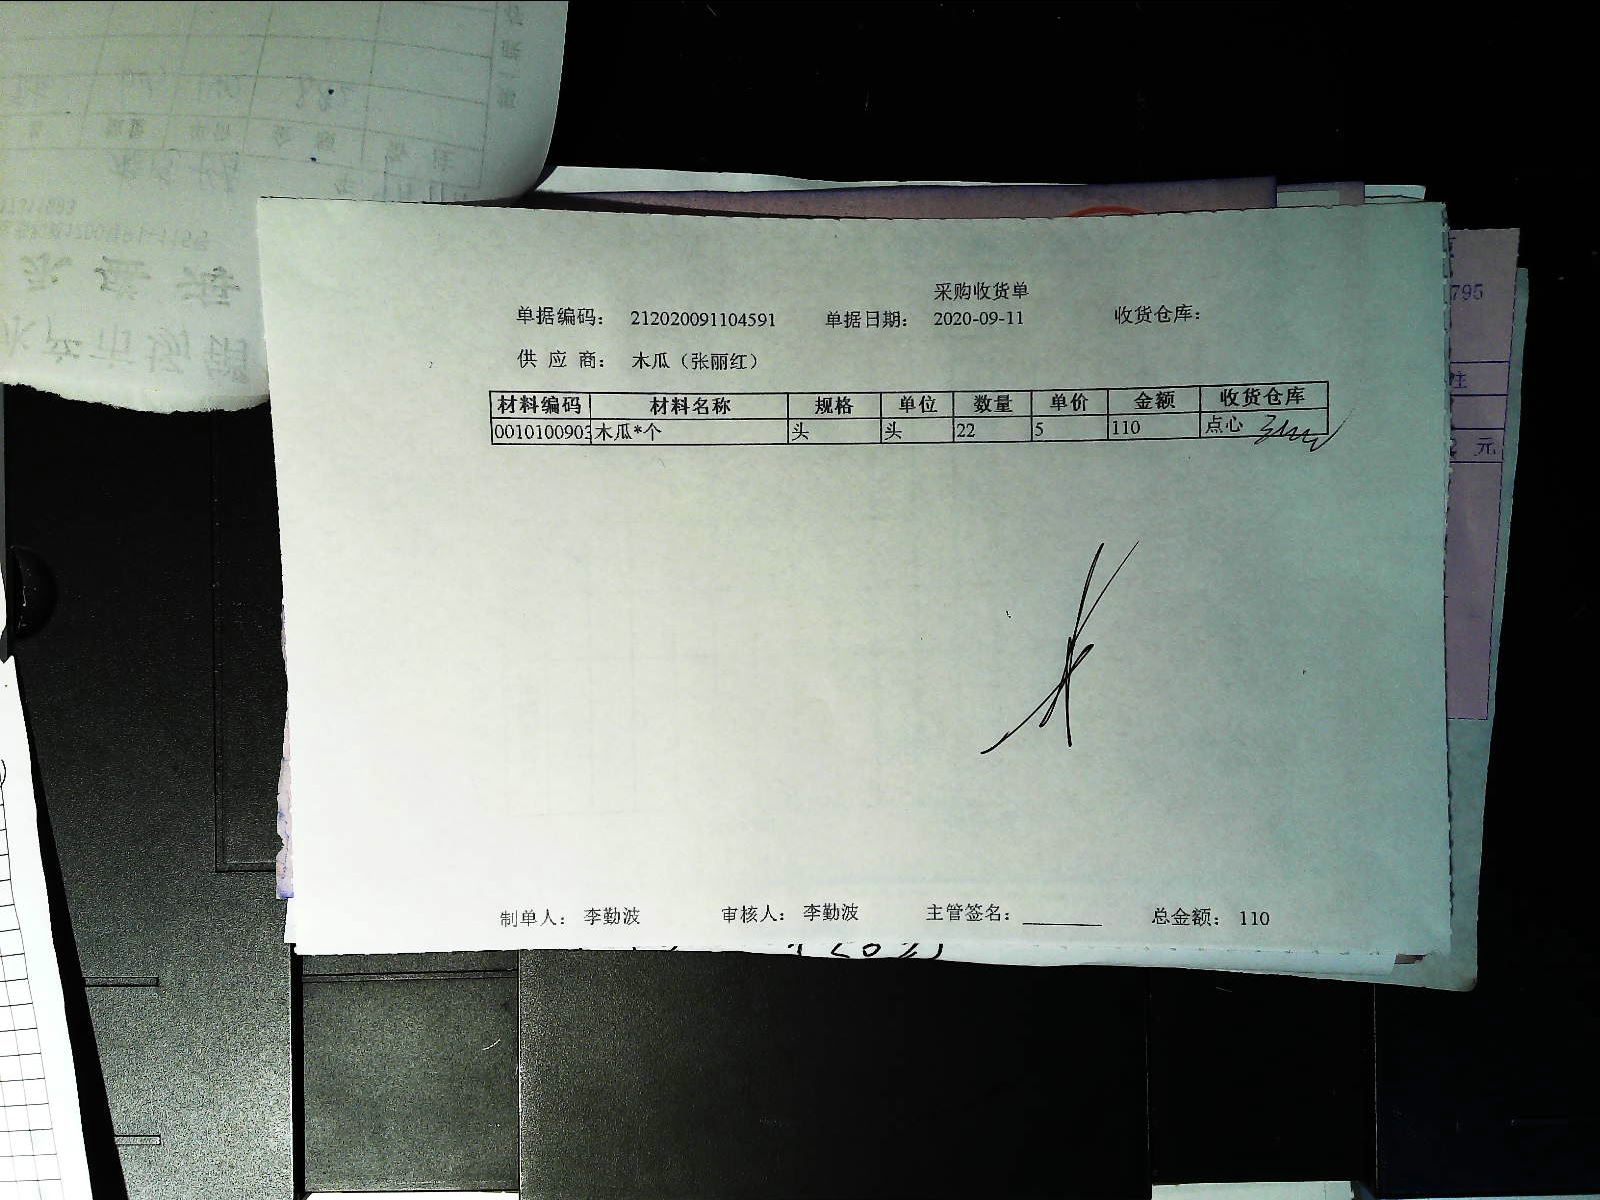 采购收货单
单据编码： 212020091104591 单据日期： 2020-09-11 收货仓库：
供 应 商： 木瓜（张丽红）
材料编码 材料名称 规格 单位 数量 单价 金额 收货仓库
0010100903 木瓜*个 头 头 22 5 110 点心
制单人： 李勤波 审核人： 李勤波 主管签名： 总金额： 110
795
注
元